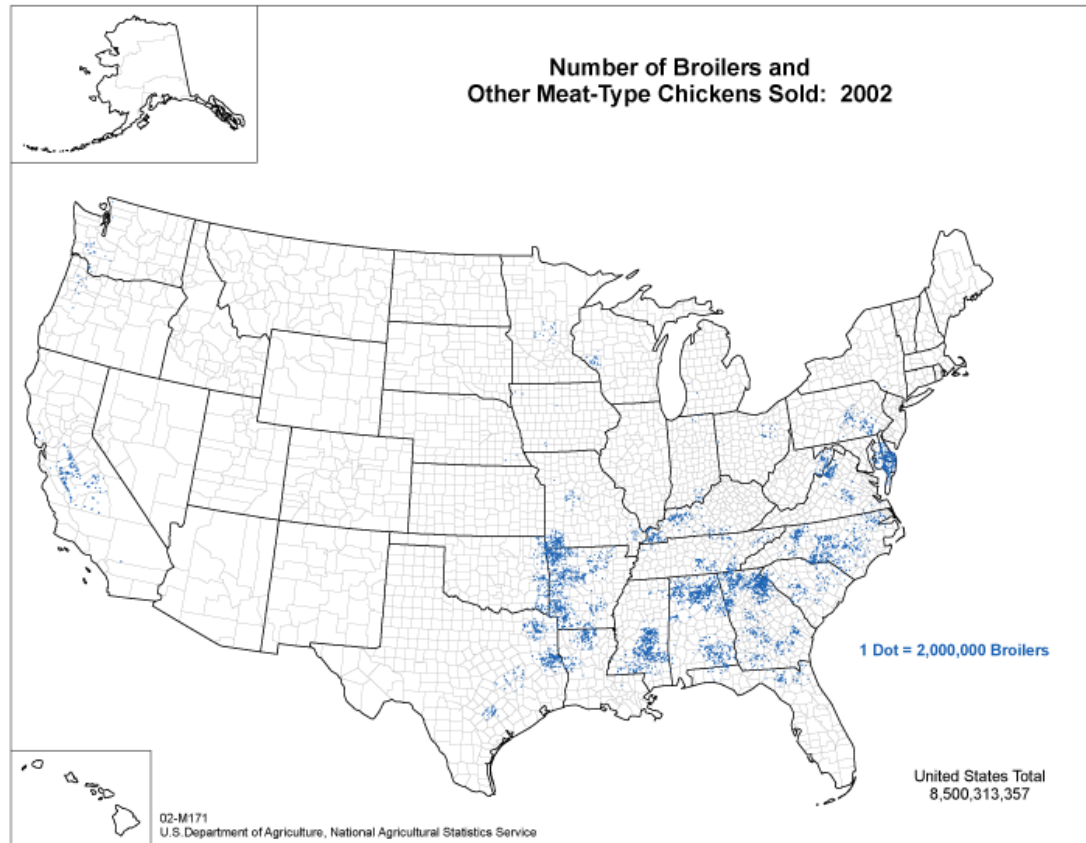 Number of Broilers and
Other Meat-Type Chickens Sold: 2002
1 Dot = 2,000,000 Broilers
United States Total
8,500,313,357
02-M171
U.S.Department of Agriculture, National Agricultural Statistics Service